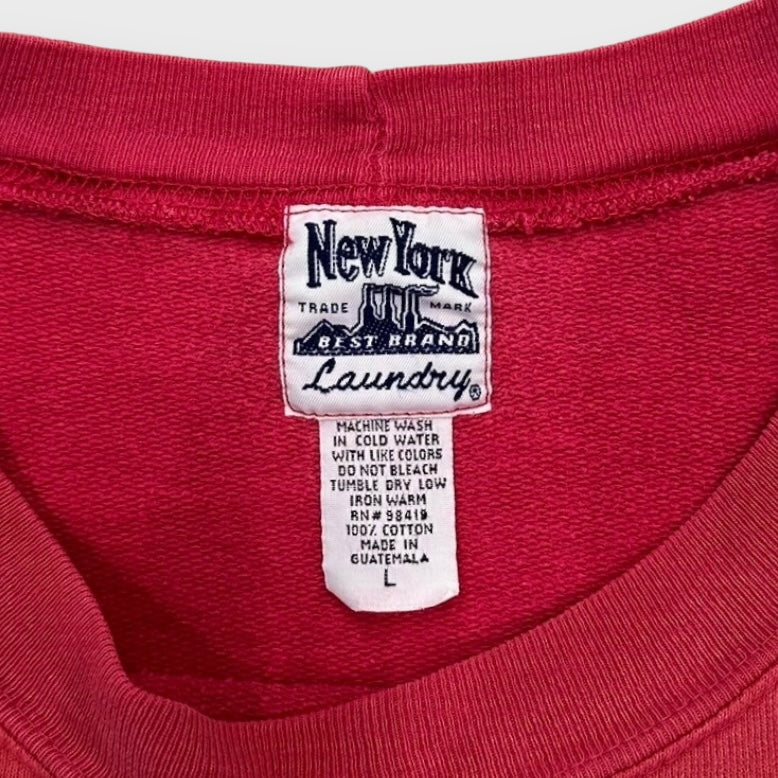 New York
TRADE MARK
BEST BRAND
Laundry®
MACHINE WASH
IN COLD WATER
WITH LIKE COLORS
DO NOT BLEACH
TUMBLE DRY LOW
IRON WARM
RN# 98419
100% COTTON
MADE IN
GUATEMALA
L